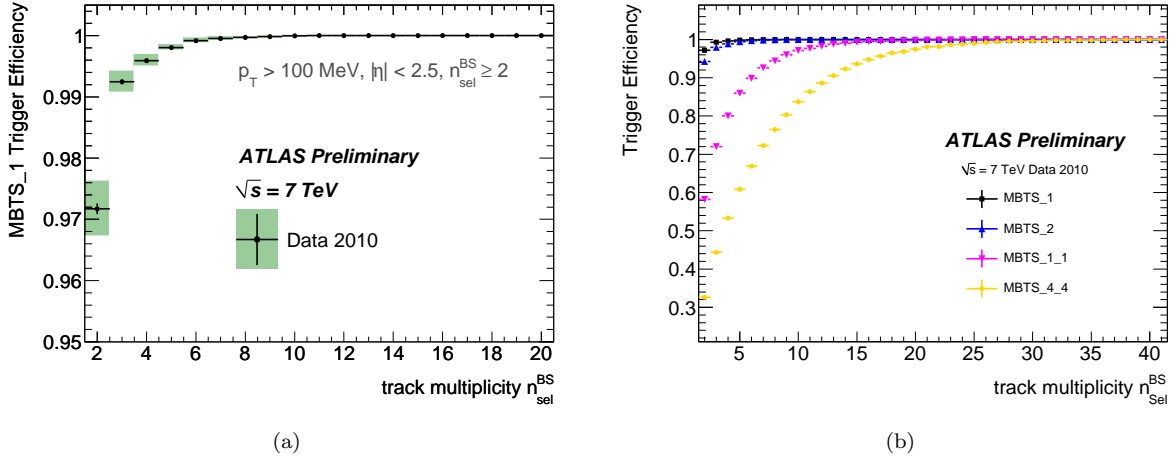 MBTS_1 Trigger Efficiency
1
0.99
0.98
0.97
0.96
0.95
p_T > 100 MeV, |η| < 2.5, n_sel^BS ≥ 2
ATLAS Preliminary
√s = 7 TeV
Data 2010
2 4 6 8 10 12 14 16 18 20
track multiplicity n_sel^BS
(a)
Trigger Efficiency
1
0.9
0.8
0.7
0.6
0.5
0.4
0.3
ATLAS Preliminary
√s = 7 TeV Data 2010
MBTS_1
MBTS_2
MBTS_1_1
MBTS_4_4
5 10 15 20 25 30 35 40
track multiplicity n_Sel^BS
(b)